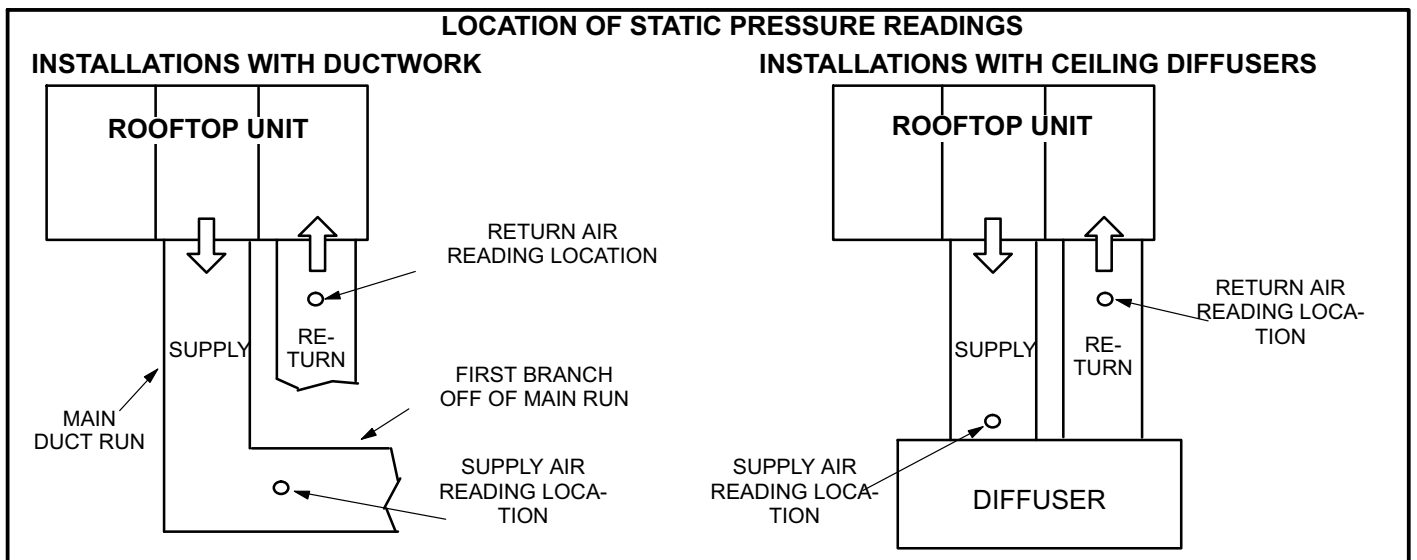 LOCATION OF STATIC PRESSURE READINGS
INSTALLATIONS WITH DUCTWORK
ROOFTOP UNIT
RETURN AIR
READING LOCATION
SUPPLY
RE-
TURN
FIRST BRANCH
OFF OF MAIN RUN
MAIN
DUCT RUN
SUPPLY AIR
READING LOCA-
TION
INSTALLATIONS WITH CEILING DIFFUSERS
ROOFTOP UNIT
RETURN AIR
READING LOCA-
TION
SUPPLY
RE-
TURN
SUPPLY AIR
READING LOCA-
TION
DIFFUSER